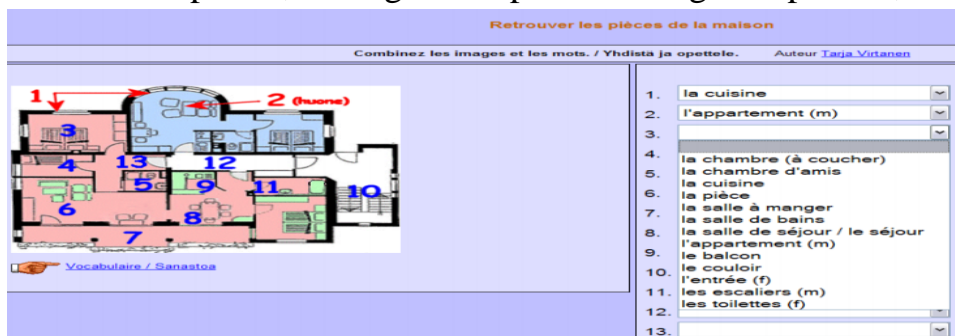 Retrouver les pièces de la maison
Combinez les images et les mots. / Yhdistä ja opettele. Auteur Tarja Virtanen
1
2 (huone)
3
4
13
12
5
9
11
10
6
8
7
Vocabulaire / Sanastoa
1. la cuisine
2. l'appartement (m)
3.
4.
la chambre (à coucher)
5. la chambre d'amis
la cuisine
6. la pièce
la salle à manger
7. la salle de bains
8. la salle de séjour / le séjour
l'appartement (m)
9. le balcon
10. le couloir
l'entrée (f)
11. les escaliers (m)
les toilettes (f)
12.
13.